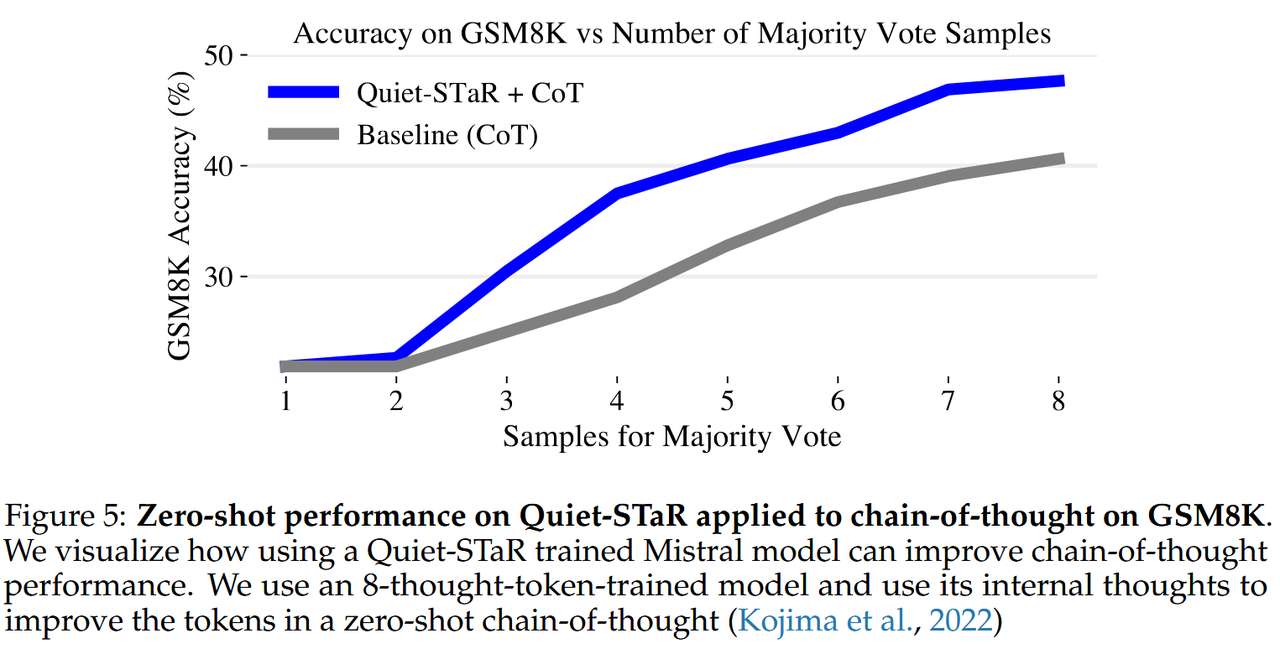 Accuracy on GSM8K vs Number of Majority Vote Samples
50
Quiet-STaR + CoT
Baseline (CoT)
40
30
GSM8K Accuracy (%)
1 2 3 4 5 6 7 8
Samples for Majority Vote
Figure 5: Zero-shot performance on Quiet-STaR applied to chain-of-thought on GSM8K.
We visualize how using a Quiet-STaR trained Mistral model can improve chain-of-thought
performance. We use an 8-thought-token-trained model and use its internal thoughts to
improve the tokens in a zero-shot chain-of-thought (Kojima et al., 2022)